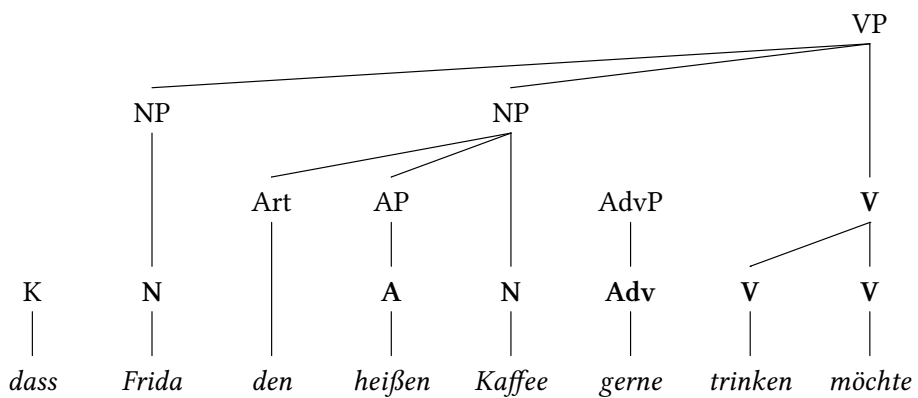 VP
NP NP
Art AP AdvP V
K N A N Adv V V
dass Frida den heißen Kaffee gerne trinken möchte